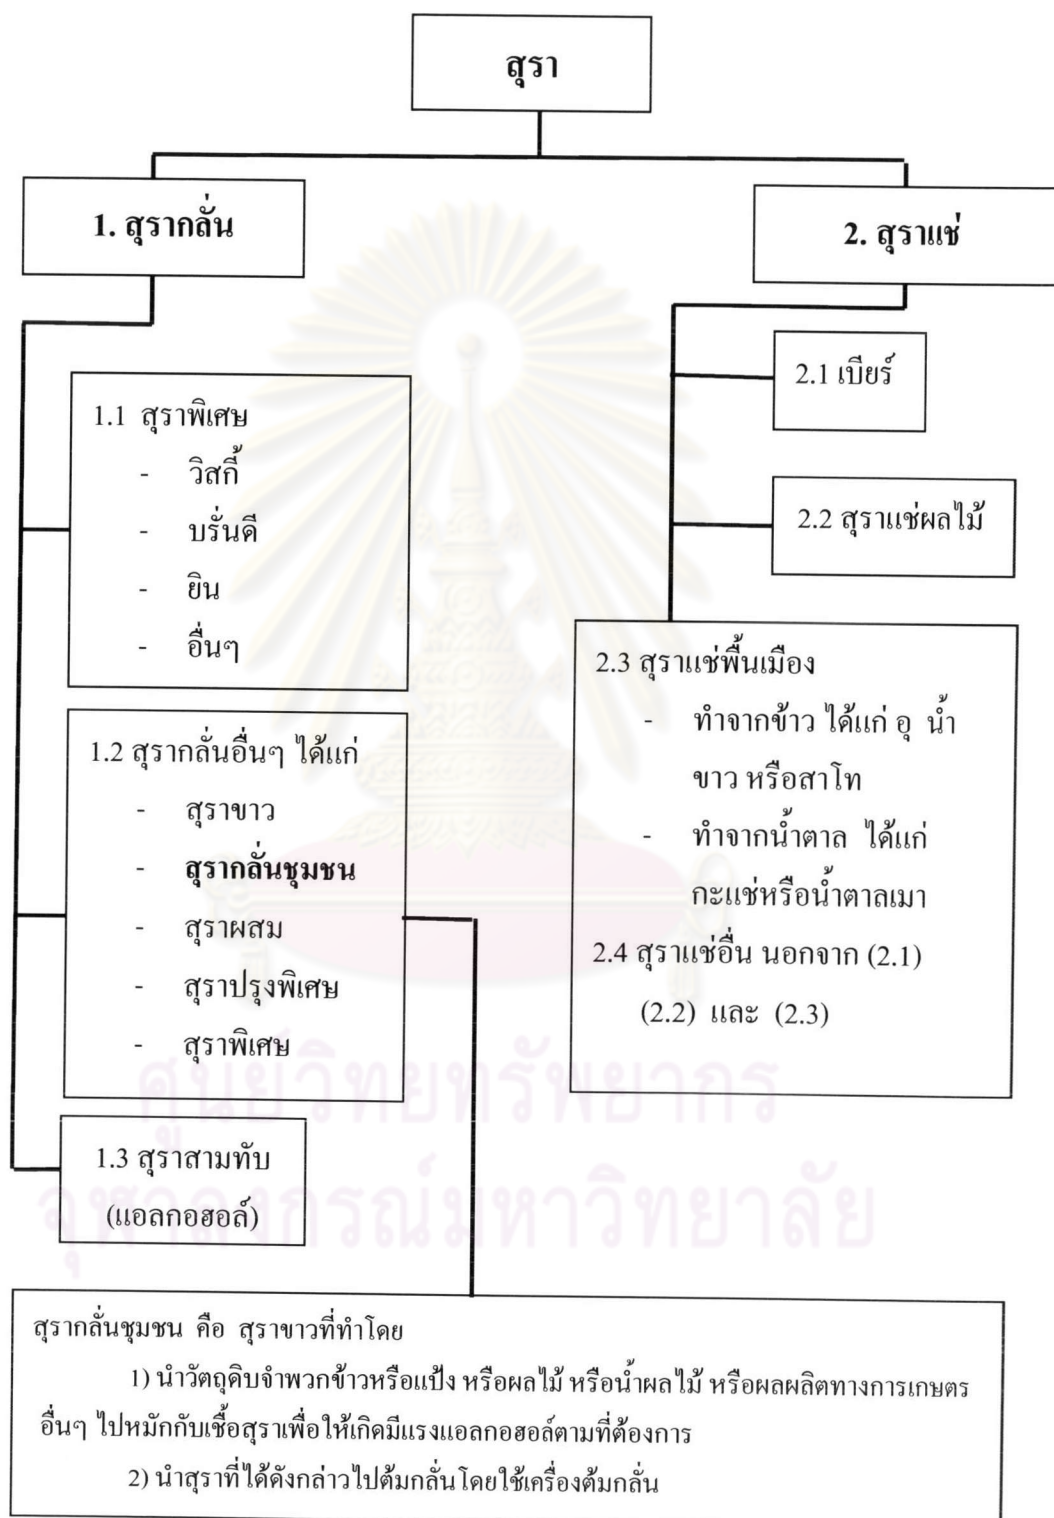 สุรา
1. สุรากลั่น
2. สุราแช่
1.1 สุราพิเศษ
- วิสกี้
- บรั่นดี
- ยิน
- อื่นๆ
1.2 สุรากลั่นอื่นๆ ได้แก่
- สุราขาว
- สุรากลั่นชุมชน
- สุราผสม
- สุราปรุงพิเศษ
- สุราพิเศษ
1.3 สุราสามทับ
(แอลกอฮอล์)
2.1 เบียร์
2.2 สุราแช่ผลไม้
2.3 สุราแช่พื้นเมือง
- ทำจากข้าว ได้แก่ อุ น้ำ
ขาว หรือสาโท
- ทำจากน้ำตาล ได้แก่
กะแช่หรือน้ำตาลเมา
2.4 สุราแช่อื่น นอกจาก (2.1)
(2.2) และ (2.3)
สุรากลั่นชุมชน คือ สุราขาวที่ทำโดย
1) นำวัตถุดิบจำพวกข้าวหรือแป้ง หรือผลไม้ หรือน้ำผลไม้ หรือผลผลิตทางการเกษตร
อื่นๆ ไปหมักกับเชื้อสุราเพื่อให้เกิดมีแรงแอลกอฮอล์ตามที่ต้องการ
2) นำสุราที่ได้ดังกล่าวไปต้มกลั่นโดยใช้เครื่องต้มกลั่น
ศูนย์วิทยทรัพยากร
จุฬาลงกรณ์มหาวิทยาลัย